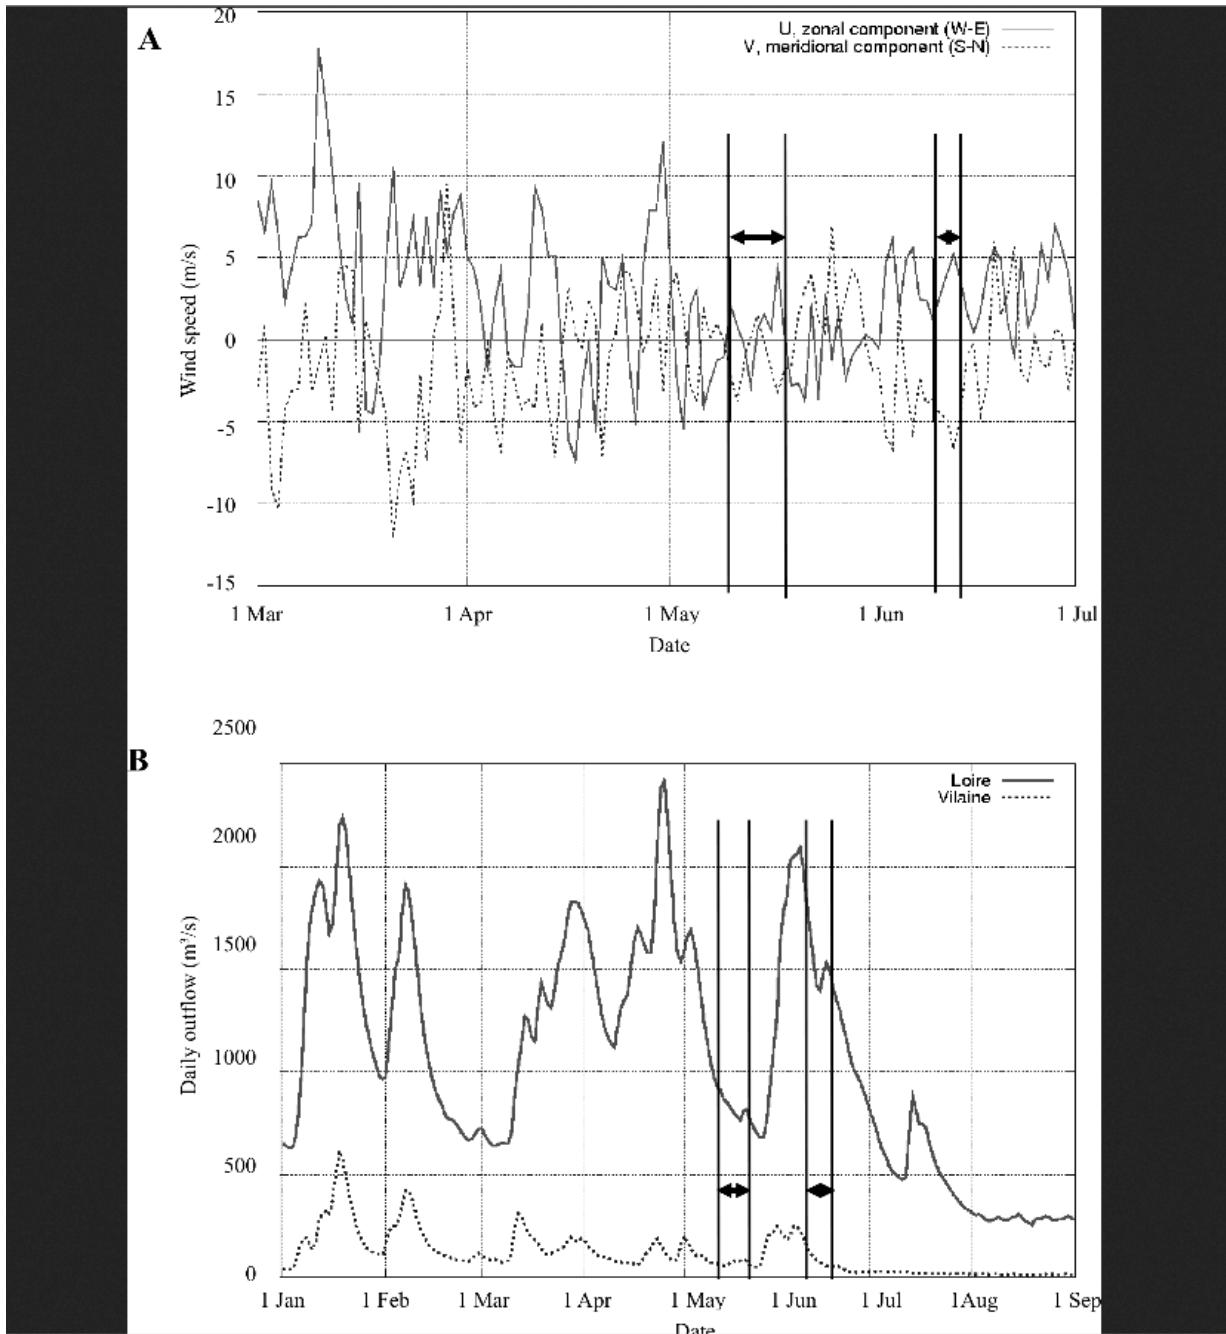 A
U, zonal component (W-E)
V, meridional component (S-N)
20
15
10
5
0
-5
-10
-15
Wind speed (m/s)
1 Mar
1 Apr
1 May
1 Jun
1 Jul
Date
B
2500
2000
1500
1000
500
0
Loire
Vilaine
Daily outflow (m³/s)
1 Jan
1 Feb
1 Mar
1 Apr
1 May
1 Jun
1 Jul
1Aug
1 Sep
Date